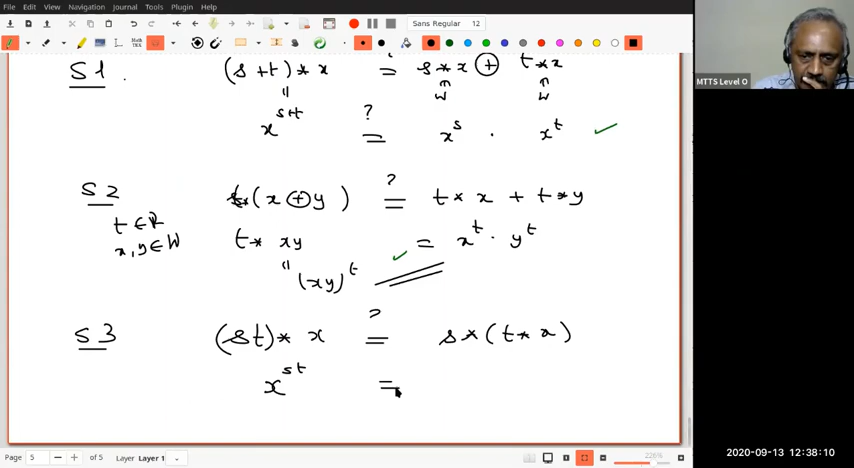 File Edit View Journal Tools Plugin Help
Sans Regular 12
S1 . (s+t)*x = s*x ⊕ t*x
W W
MTTS Level O
x^{s+t} ? = x^s . x^t ✓
S2 t*(x ⊕ y) ? = t*x + t*y
t ∈ R
x, y ∈ W t* xy = x^t . y^t
" (xy)^t ✓
S3 (st)* x ? = s*(t*x)
x^{st} =
Page 5 of 5 Layer Layer 1 226%
2020-09-13 12:38:10